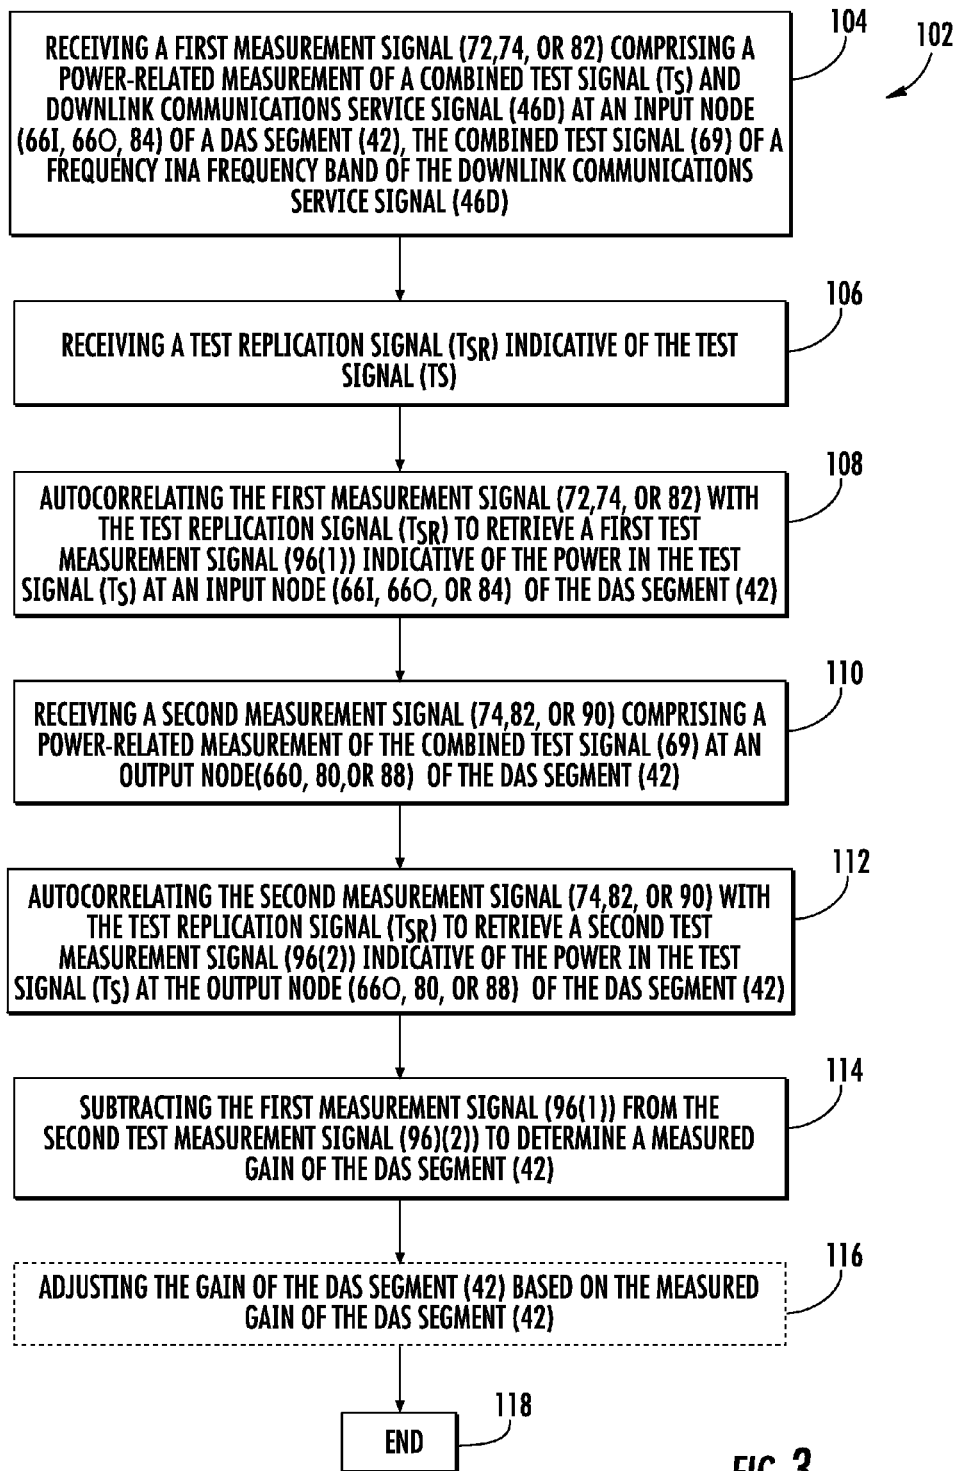 104
102
RECEIVING A FIRST MEASUREMENT SIGNAL (72,74, OR 82) COMPRISING A
POWER-RELATED MEASUREMENT OF A COMBINED TEST SIGNAL (TS) AND
DOWNLINK COMMUNICATIONS SERVICE SIGNAL (46D) AT AN INPUT NODE
(66I, 66O, 84) OF A DAS SEGMENT (42), THE COMBINED TEST SIGNAL (69) OF A
FREQUENCY INA FREQUENCY BAND OF THE DOWNLINK COMMUNICATIONS
SERVICE SIGNAL (46D)
106
RECEIVING A TEST REPLICATION SIGNAL (TSR) INDICATIVE OF THE TEST
SIGNAL (TS)
108
AUTOCORRELATING THE FIRST MEASUREMENT SIGNAL (72,74, OR 82) WITH
THE TEST REPLICATION SIGNAL (TSR) TO RETRIEVE A FIRST TEST
MEASUREMENT SIGNAL (96(1)) INDICATIVE OF THE POWER IN THE TEST
SIGNAL (TS) AT AN INPUT NODE (66I, 66O, OR 84) OF THE DAS SEGMENT (42)
110
RECEIVING A SECOND MEASUREMENT SIGNAL (74,82, OR 90) COMPRISING A
POWER-RELATED MEASUREMENT OF THE COMBINED TEST SIGNAL (69) AT AN
OUTPUT NODE(66O, 80,OR 88) OF THE DAS SEGMENT (42)
112
AUTOCORRELATING THE SECOND MEASUREMENT SIGNAL (74,82, OR 90) WITH
THE TEST REPLICATION SIGNAL (TSR) TO RETRIEVE A SECOND TEST
MEASUREMENT SIGNAL (96(2)) INDICATIVE OF THE POWER IN THE TEST
SIGNAL (TS) AT THE OUTPUT NODE (66O, 80, OR 88) OF THE DAS SEGMENT (42)
114
SUBTRACTING THE FIRST MEASUREMENT SIGNAL (96(1)) FROM THE
SECOND TEST MEASUREMENT SIGNAL (96)(2)) TO DETERMINE A MEASURED
GAIN OF THE DAS SEGMENT (42)
116
ADJUSTING THE GAIN OF THE DAS SEGMENT (42) BASED ON THE MEASURED
GAIN OF THE DAS SEGMENT (42)
118
END
FIG. 3